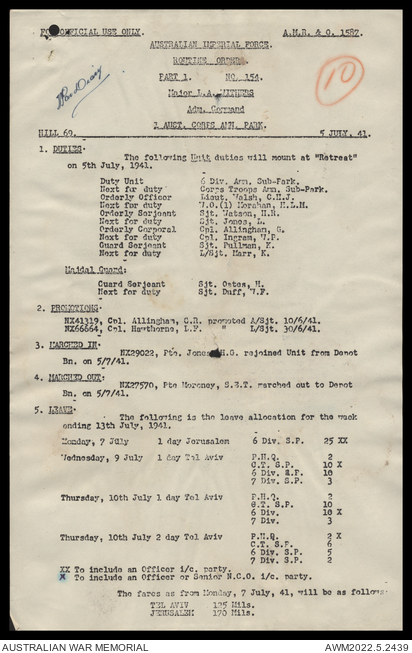 FOR OFFICIAL USE ONLY. A.M.R. & O. 1587.
AUSTRALIAN IMPERIAL FORCE.
ROUTINE ORDERS
PART 1. NO. 154.
Major L.A. WITHERS
Adm. Command
2 AUST. CORPS AMN. PARK.
War Diary
10
HILL 69. 5 JULY, 41.
1. DUTIES:
The following Unit duties will mount at "Retreat"
on 5th July, 1941.
Duty Unit 6 Div. Amn. Sub-Park.
Next for duty Corps Troops Amn. Sub-Park.
Orderly Officer Lieut. Walsh, C.H.J.
Next for duty W.O.(1) Morahan, H.L.M.
Orderly Sergeant Sjt. Watson, H.R.
Next for duty Sjt. Jones, L.
Orderly Corporal Cpl. Allingham, G.
Next for duty Cpl. Ingram, W.P.
Guard Sergeant Sjt. Pullman, K.
Next for duty L/Sjt. Marr, K.
Guard:
Guard Sergeant Sjt. Oates, H.
Next for duty Sjt. Duff, W.F.
2. PROMOTIONS.
NX41319, Cpl. Allingham, G.R. promoted A/Sjt. 10/6/41.
NX66664, Cpl. Hawthorne, L.F. " L/Sjt. 30/6/41.
3. MARCHED IN:
NX29022, Pte. Jones, H.G. rejoined Unit from Depot
Bn. on 5/7/41.
4. MARCHED OUT:
NX27570, Pte Moroney, S.E.T. marched out to Depot
Bn. on 5/7/41.
5. LEAVE:
The following is the leave allocation for the week
ending 13th July, 1941.
Monday, 7 July 1 day Jerusalem 6 Div. S.P. 25 XX
Wednesday, 9 July 1 day Tel Aviv P.H.Q. 2
C.T. S.P. 10 X
6 Div. S.P. 10
7 Div. S.P. 3
Thursday, 10th July 1 day Tel Aviv P.H.Q. 2
C.T. S.P. 10
6 Div. 10 X
7 Div. 3
Thursday, 10th July 2 day Tel Aviv P.H.Q. 2 X
C.T. S.P. 6
6 Div. S.P. 5
7 Div. S.P. 2
XX To include an Officer i/c. party.
X To include an Officer or Senior N.C.O. i/c. party.
The fares as from Monday, 7 July, 41, will be as follows:
TEL AVIV 125 Mils.
JERUSALEM 170 Mils.
AUSTRALIAN WAR MEMORIAL AWM2022.5.2439